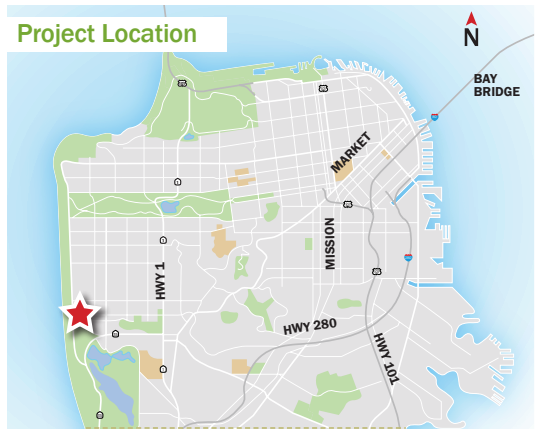 Project Location
N
BAY
BRIDGE
MARKET
MISSION
HWY 1
HWY 280
HWY 101